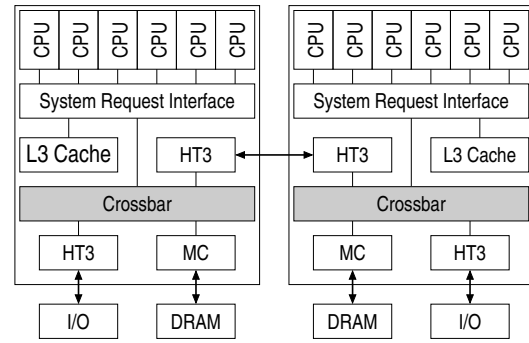 CPU CPU CPU CPU CPU CPU
System Request Interface
L3 Cache
HT3
Crossbar
HT3
MC
I/O
DRAM
CPU CPU CPU CPU CPU CPU
System Request Interface
HT3
L3 Cache
Crossbar
MC
HT3
DRAM
I/O